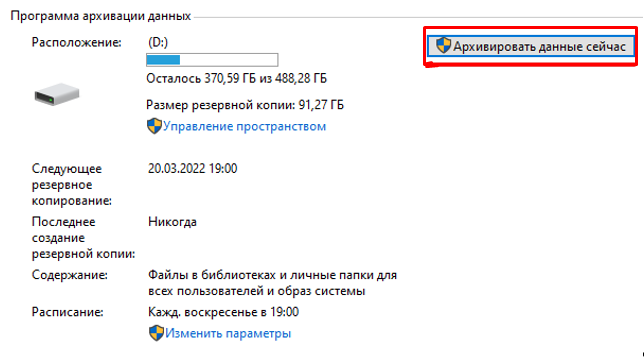 Программа архивации данных
Расположение:
(D:)
Архивировать данные сейчас
Осталось 370,59 ГБ из 488,28 ГБ
Размер резервной копии: 91,27 ГБ
Управление пространством
Следующее
резервное
копирование:
20.03.2022 19:00
Последнее
создание
резервной копии:
Никогда
Содержание:
Файлы в библиотеках и личные папки для
всех пользователей и образ системы
Расписание:
Кажд. воскресенье в 19:00
Изменить параметры